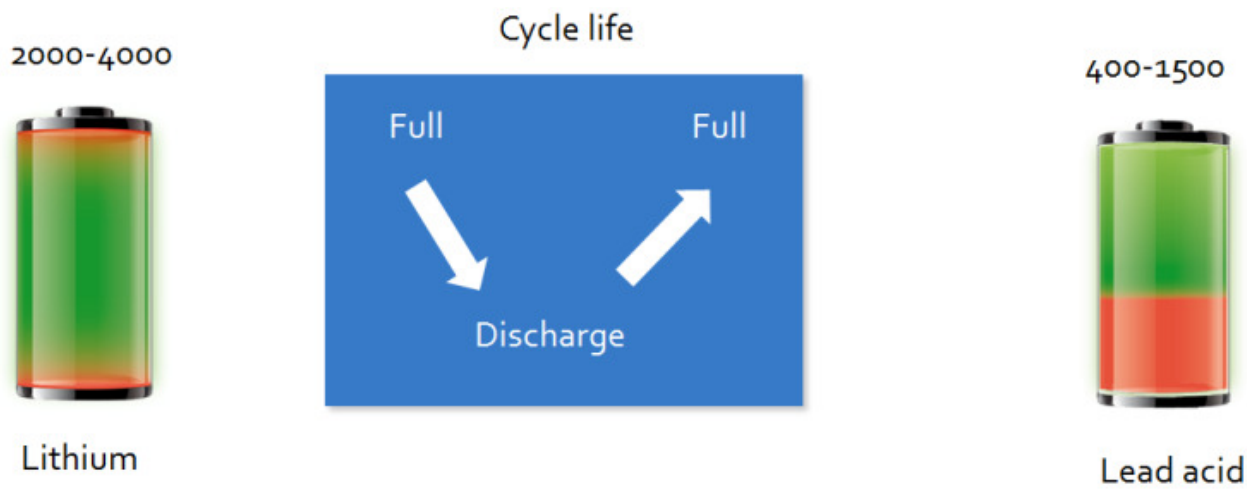 Cycle life
2000-4000
400-1500
Full
Full
Discharge
Lithium
Lead acid